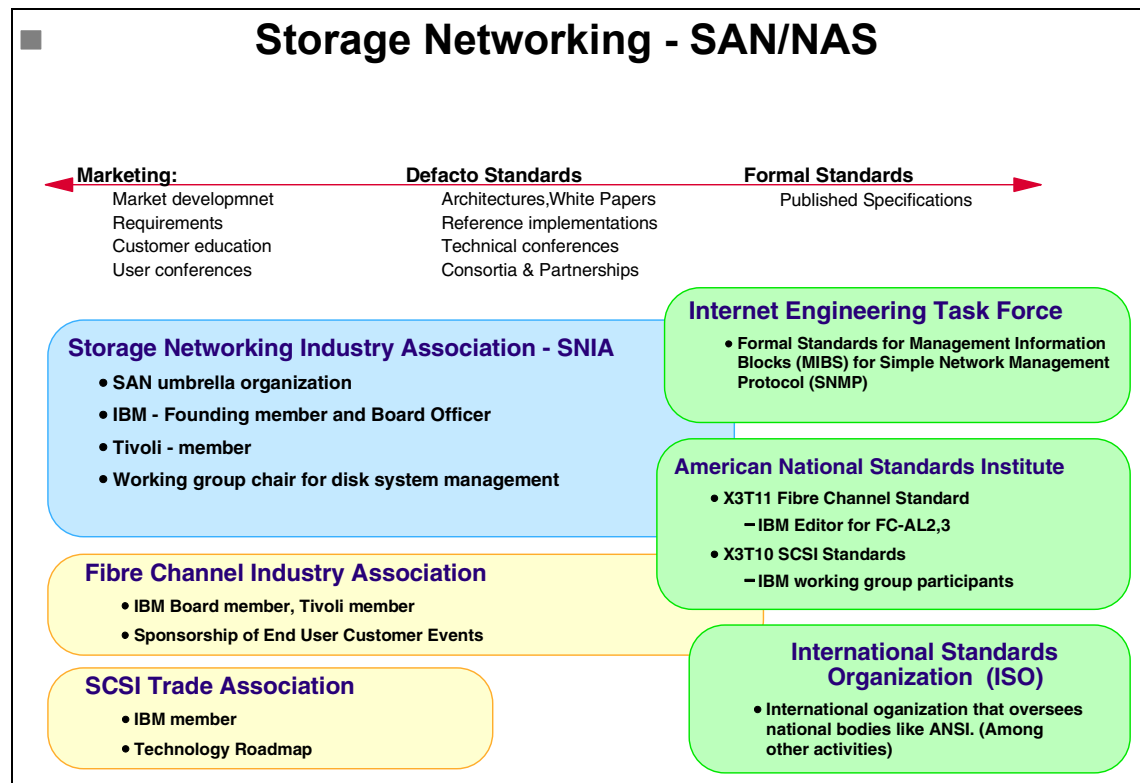 Storage Networking - SAN/NAS
Marketing:
Market developmnet
Requirements
Customer education
User conferences
Defacto Standards
Architectures,White Papers
Reference implementations
Technical conferences
Consortia & Partnerships
Formal Standards
Published Specifications
Storage Networking Industry Association - SNIA
• SAN umbrella organization
• IBM - Founding member and Board Officer
• Tivoli - member
• Working group chair for disk system management
Fibre Channel Industry Association
• IBM Board member, Tivoli member
• Sponsorship of End User Customer Events
SCSI Trade Association
• IBM member
• Technology Roadmap
Internet Engineering Task Force
• Formal Standards for Management Information
Blocks (MIBS) for Simple Network Management
Protocol (SNMP)
American National Standards Institute
• X3T11 Fibre Channel Standard
– IBM Editor for FC-AL2,3
• X3T10 SCSI Standards
– IBM working group participants
International Standards
Organization (ISO)
• International oganization that oversees
national bodies like ANSI. (Among
other activities)